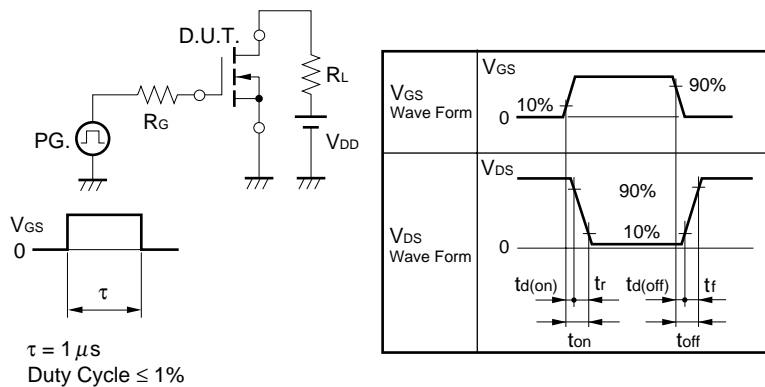 D.U.T.
RL
RG
PG.
VDD
VGS
0
τ
τ = 1 μs
Duty Cycle ≤ 1%
VGS
Wave Form
VGS
10%
90%
0
VDS
Wave Form
VDS
90%
10%
0
td(on) tr td(off) tf
ton toff